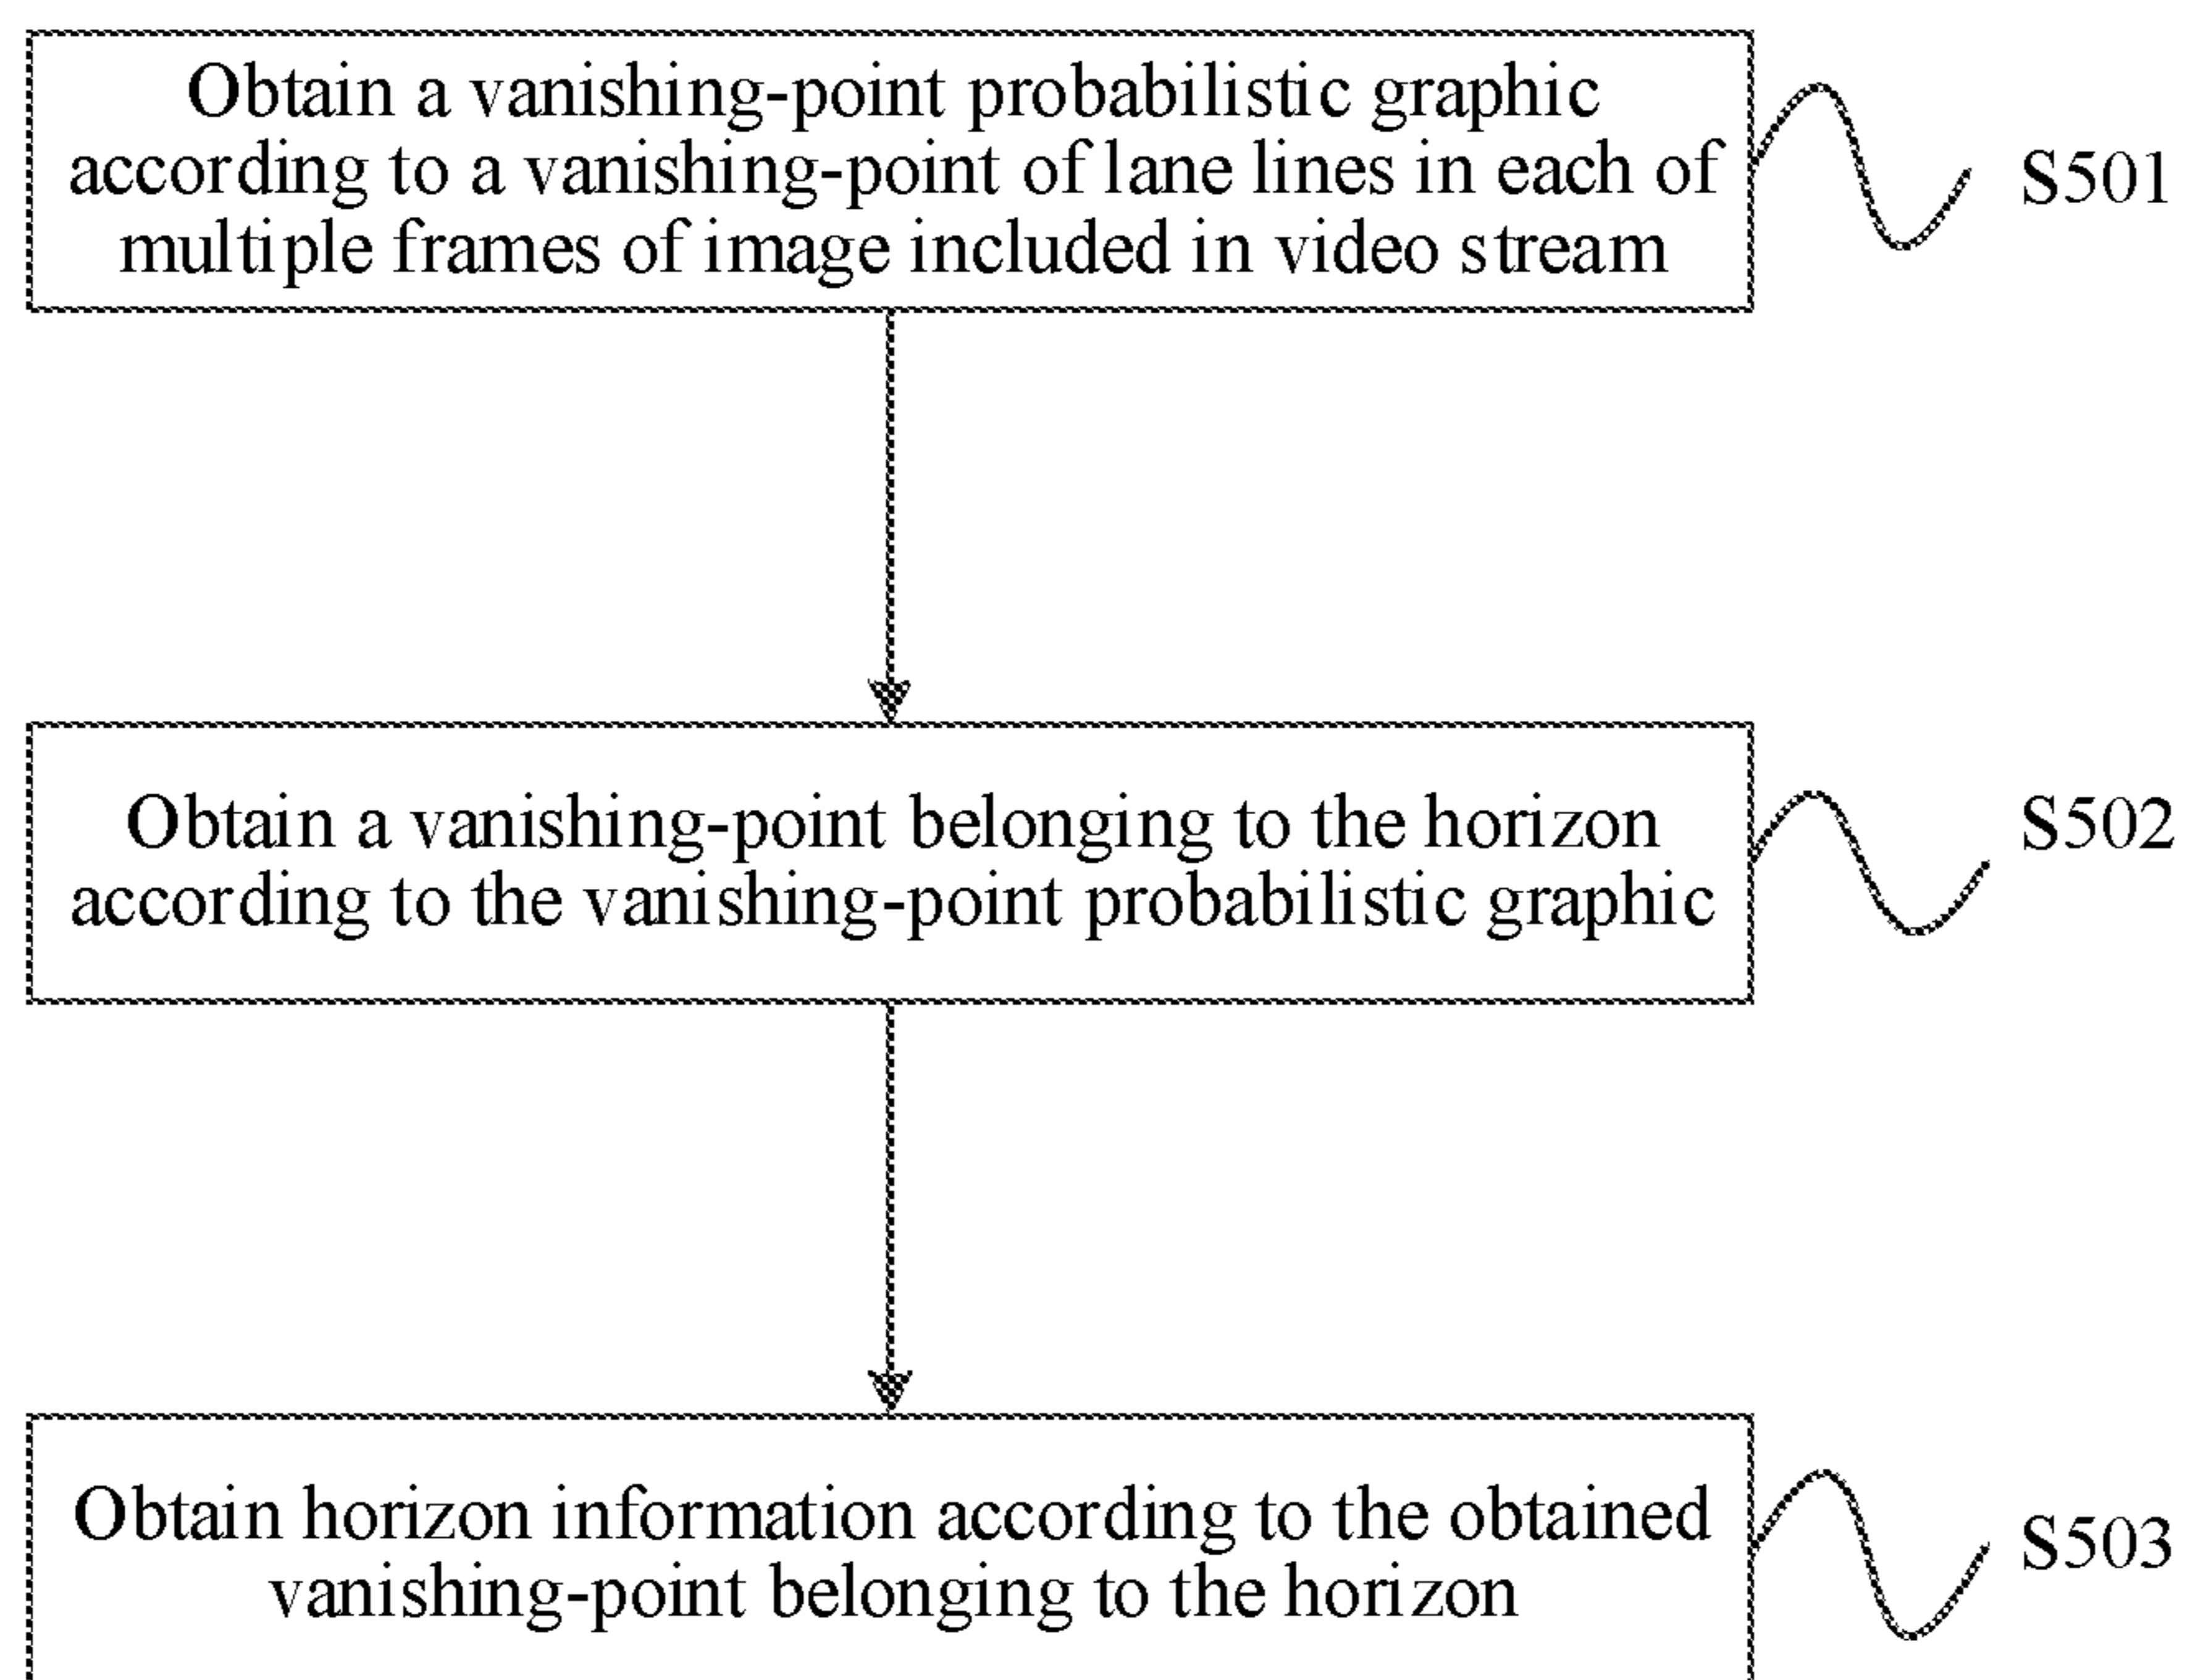 Obtain a vanishing-point probabilistic graphic
according to a vanishing-point of lane lines in each of
multiple frames of image included in video stream
S501
Obtain a vanishing-point belonging to the horizon
according to the vanishing-point probabilistic graphic
S502
Obtain horizon information according to the obtained
vanishing-point belonging to the horizon
S503